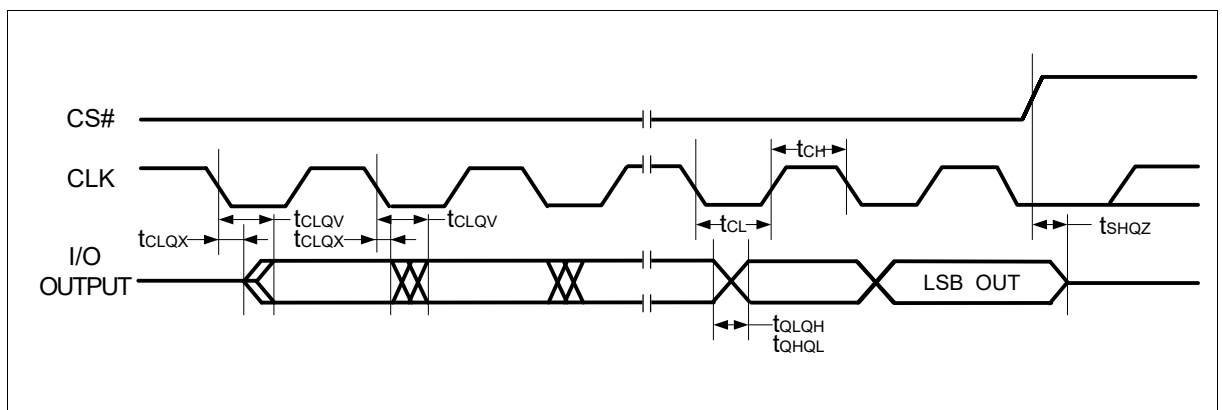 CS#
tCH
CLK
tCLQV
tCLQV
tCL
tCLQX
tCLQX
tSHQZ
I/O
OUTPUT
LSB OUT
tQLQH
tQHQL